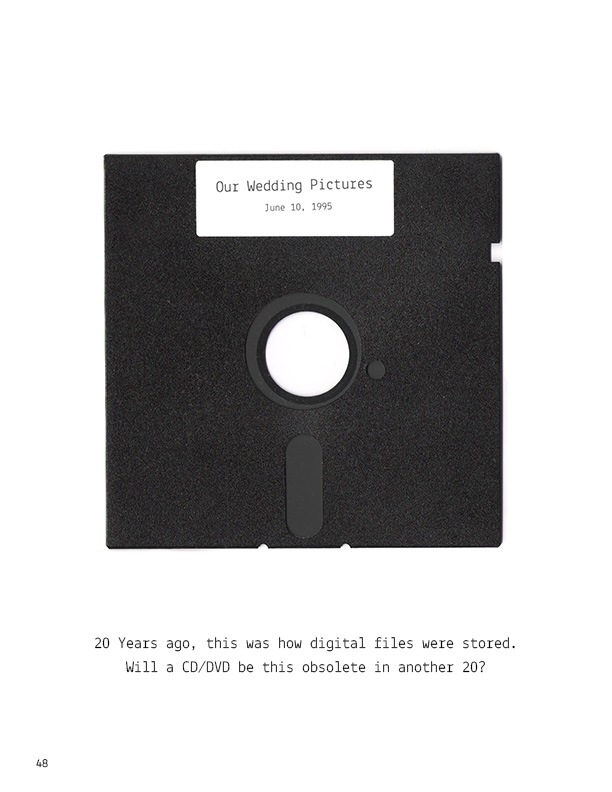 Our Wedding Pictures
June 10, 1995
20 Years ago, this was how digital files were stored.
Will a CD/DVD be this obsolete in another 20?
48